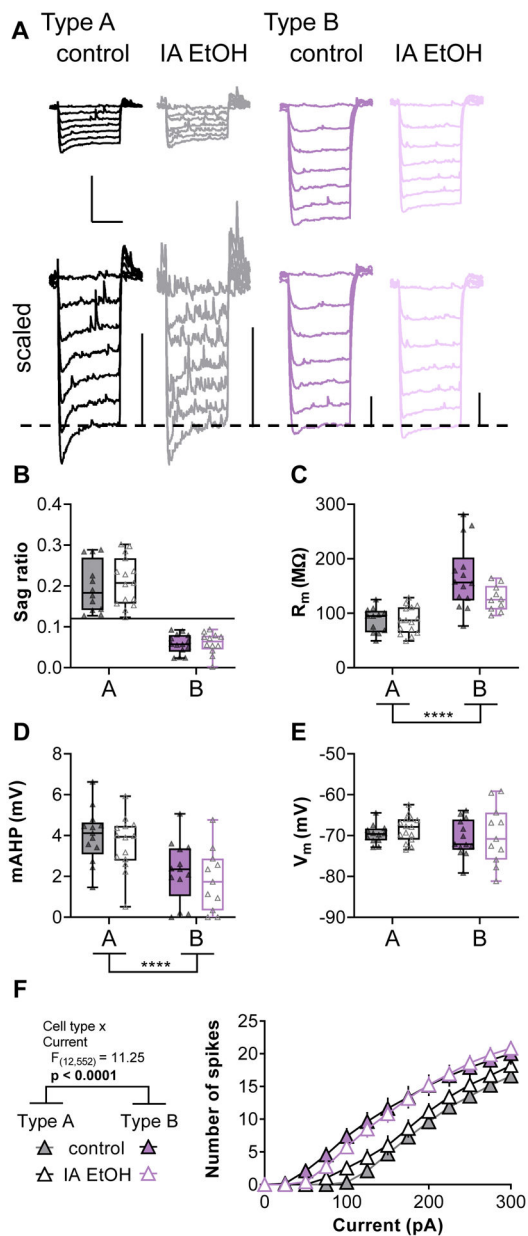 A
Type A
Type B
control
IA EtOH
control
IA EtOH
scaled
B
Sag ratio
0.4
0.3
0.2
0.1
0.0
A
B
C
Rm (MΩ)
300
200
100
0
A
B
****
D
mAHP (mV)
8
6
4
2
0
A
B
****
E
Vm (mV)
-50
-60
-70
-80
-90
A
B
F
Cell type x
Current
F(12,552) = 11.25
p < 0.0001
Type A
Type B
control
IA EtOH
Number of spikes
25
20
15
10
5
0
0
100
200
300
Current (pA)